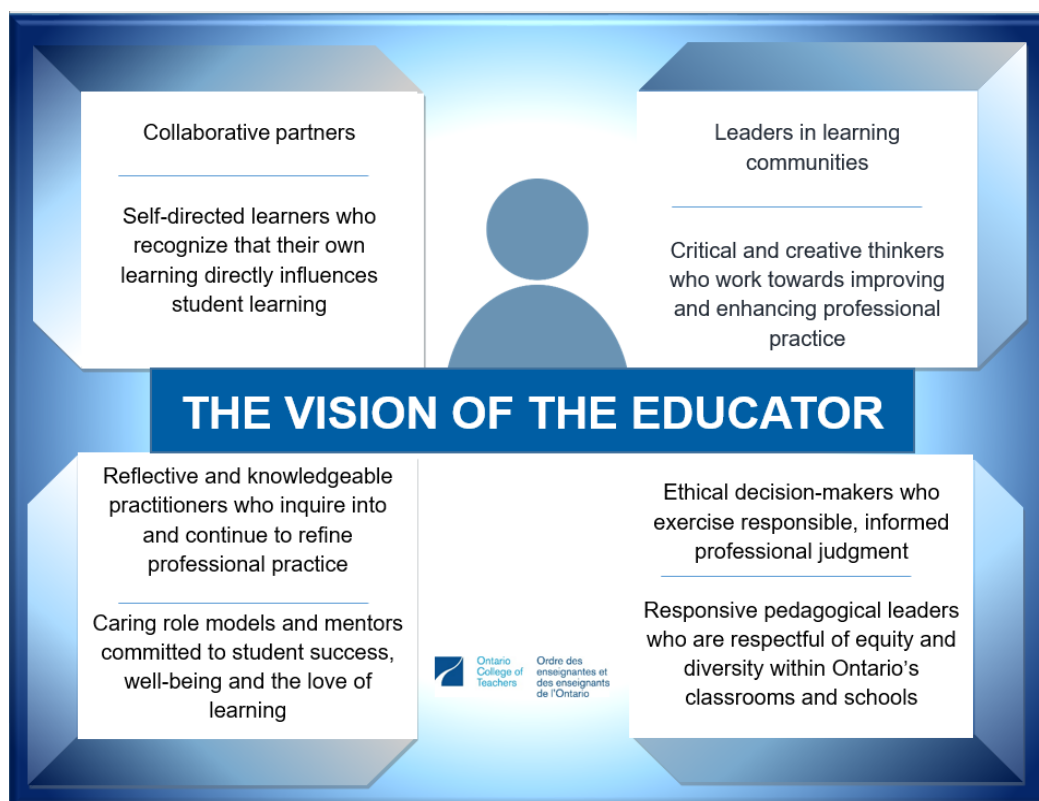 Collaborative partners
Self-directed learners who
recognize that their own
learning directly influences
student learning
Leaders in learning
communities
Critical and creative thinkers
who work towards improving
and enhancing professional
practice
THE VISION OF THE EDUCATOR
Reflective and knowledgeable
practitioners who inquire into
and continue to refine
professional practice
Caring role models and mentors
committed to student success,
well-being and the love of
learning
Ontario
College of
Teachers
Ordre des
enseignantes et
des enseignants
de l'Ontario
Ethical decision-makers who
exercise responsible, informed
professional judgment
Responsive pedagogical leaders
who are respectful of equity and
diversity within Ontario's
classrooms and schools